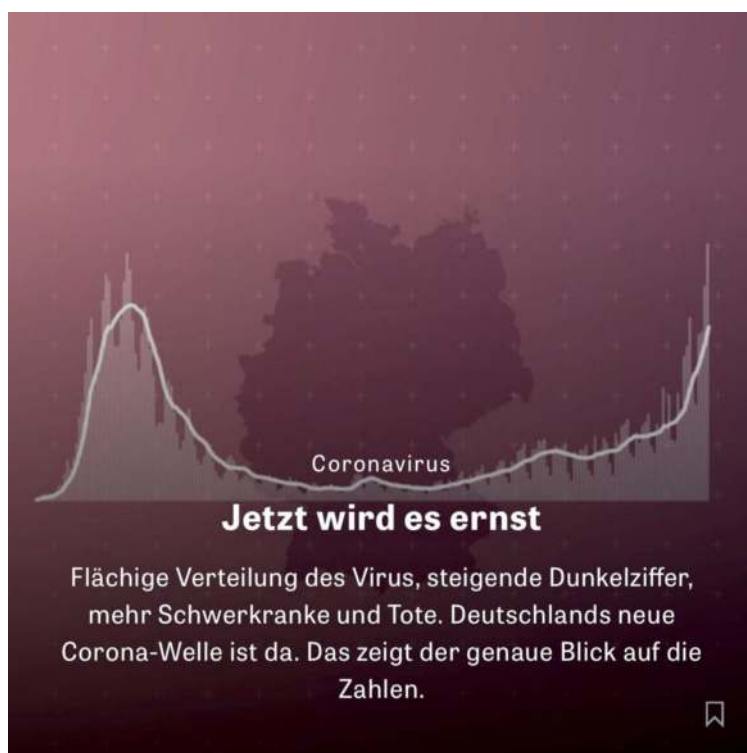 Coronavirus
Jetzt wird es ernst
Flächige Verteilung des Virus, steigende Dunkelziffer,
mehr Schwerkranke und Tote. Deutschlands neue
Corona-Welle ist da. Das zeigt der genaue Blick auf die
Zahlen.